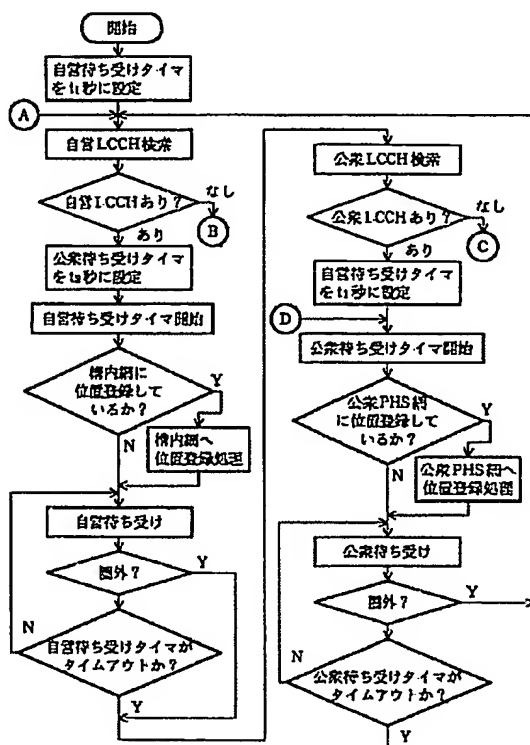 開始
自営待ち受けタイマ
をt₁秒に設定
A
自営LCCH検索
自営LCCHあり?
なし
B
あり
公衆待ち受けタイマ
をt₂秒に設定
自営待ち受けタイマ開始
構内網に
位置登録して
いるか?
Y
N
構内網へ
位置登録処理
自営待ち受け
圏外?
Y
N
自営待ち受けタイマが
タイムアウトか?
Y
公衆LCCH検索
公衆LCCHあり?
なし
C
あり
自営待ち受けタイマ
をt₁秒に設定
D
公衆待ち受けタイマ開始
公衆PHS網
に位置登録して
いるか?
Y
N
公衆PHS網へ
位置登録処理
公衆待ち受け
圏外?
Y
N
公衆待ち受けタイマが
タイムアウトか?
Y